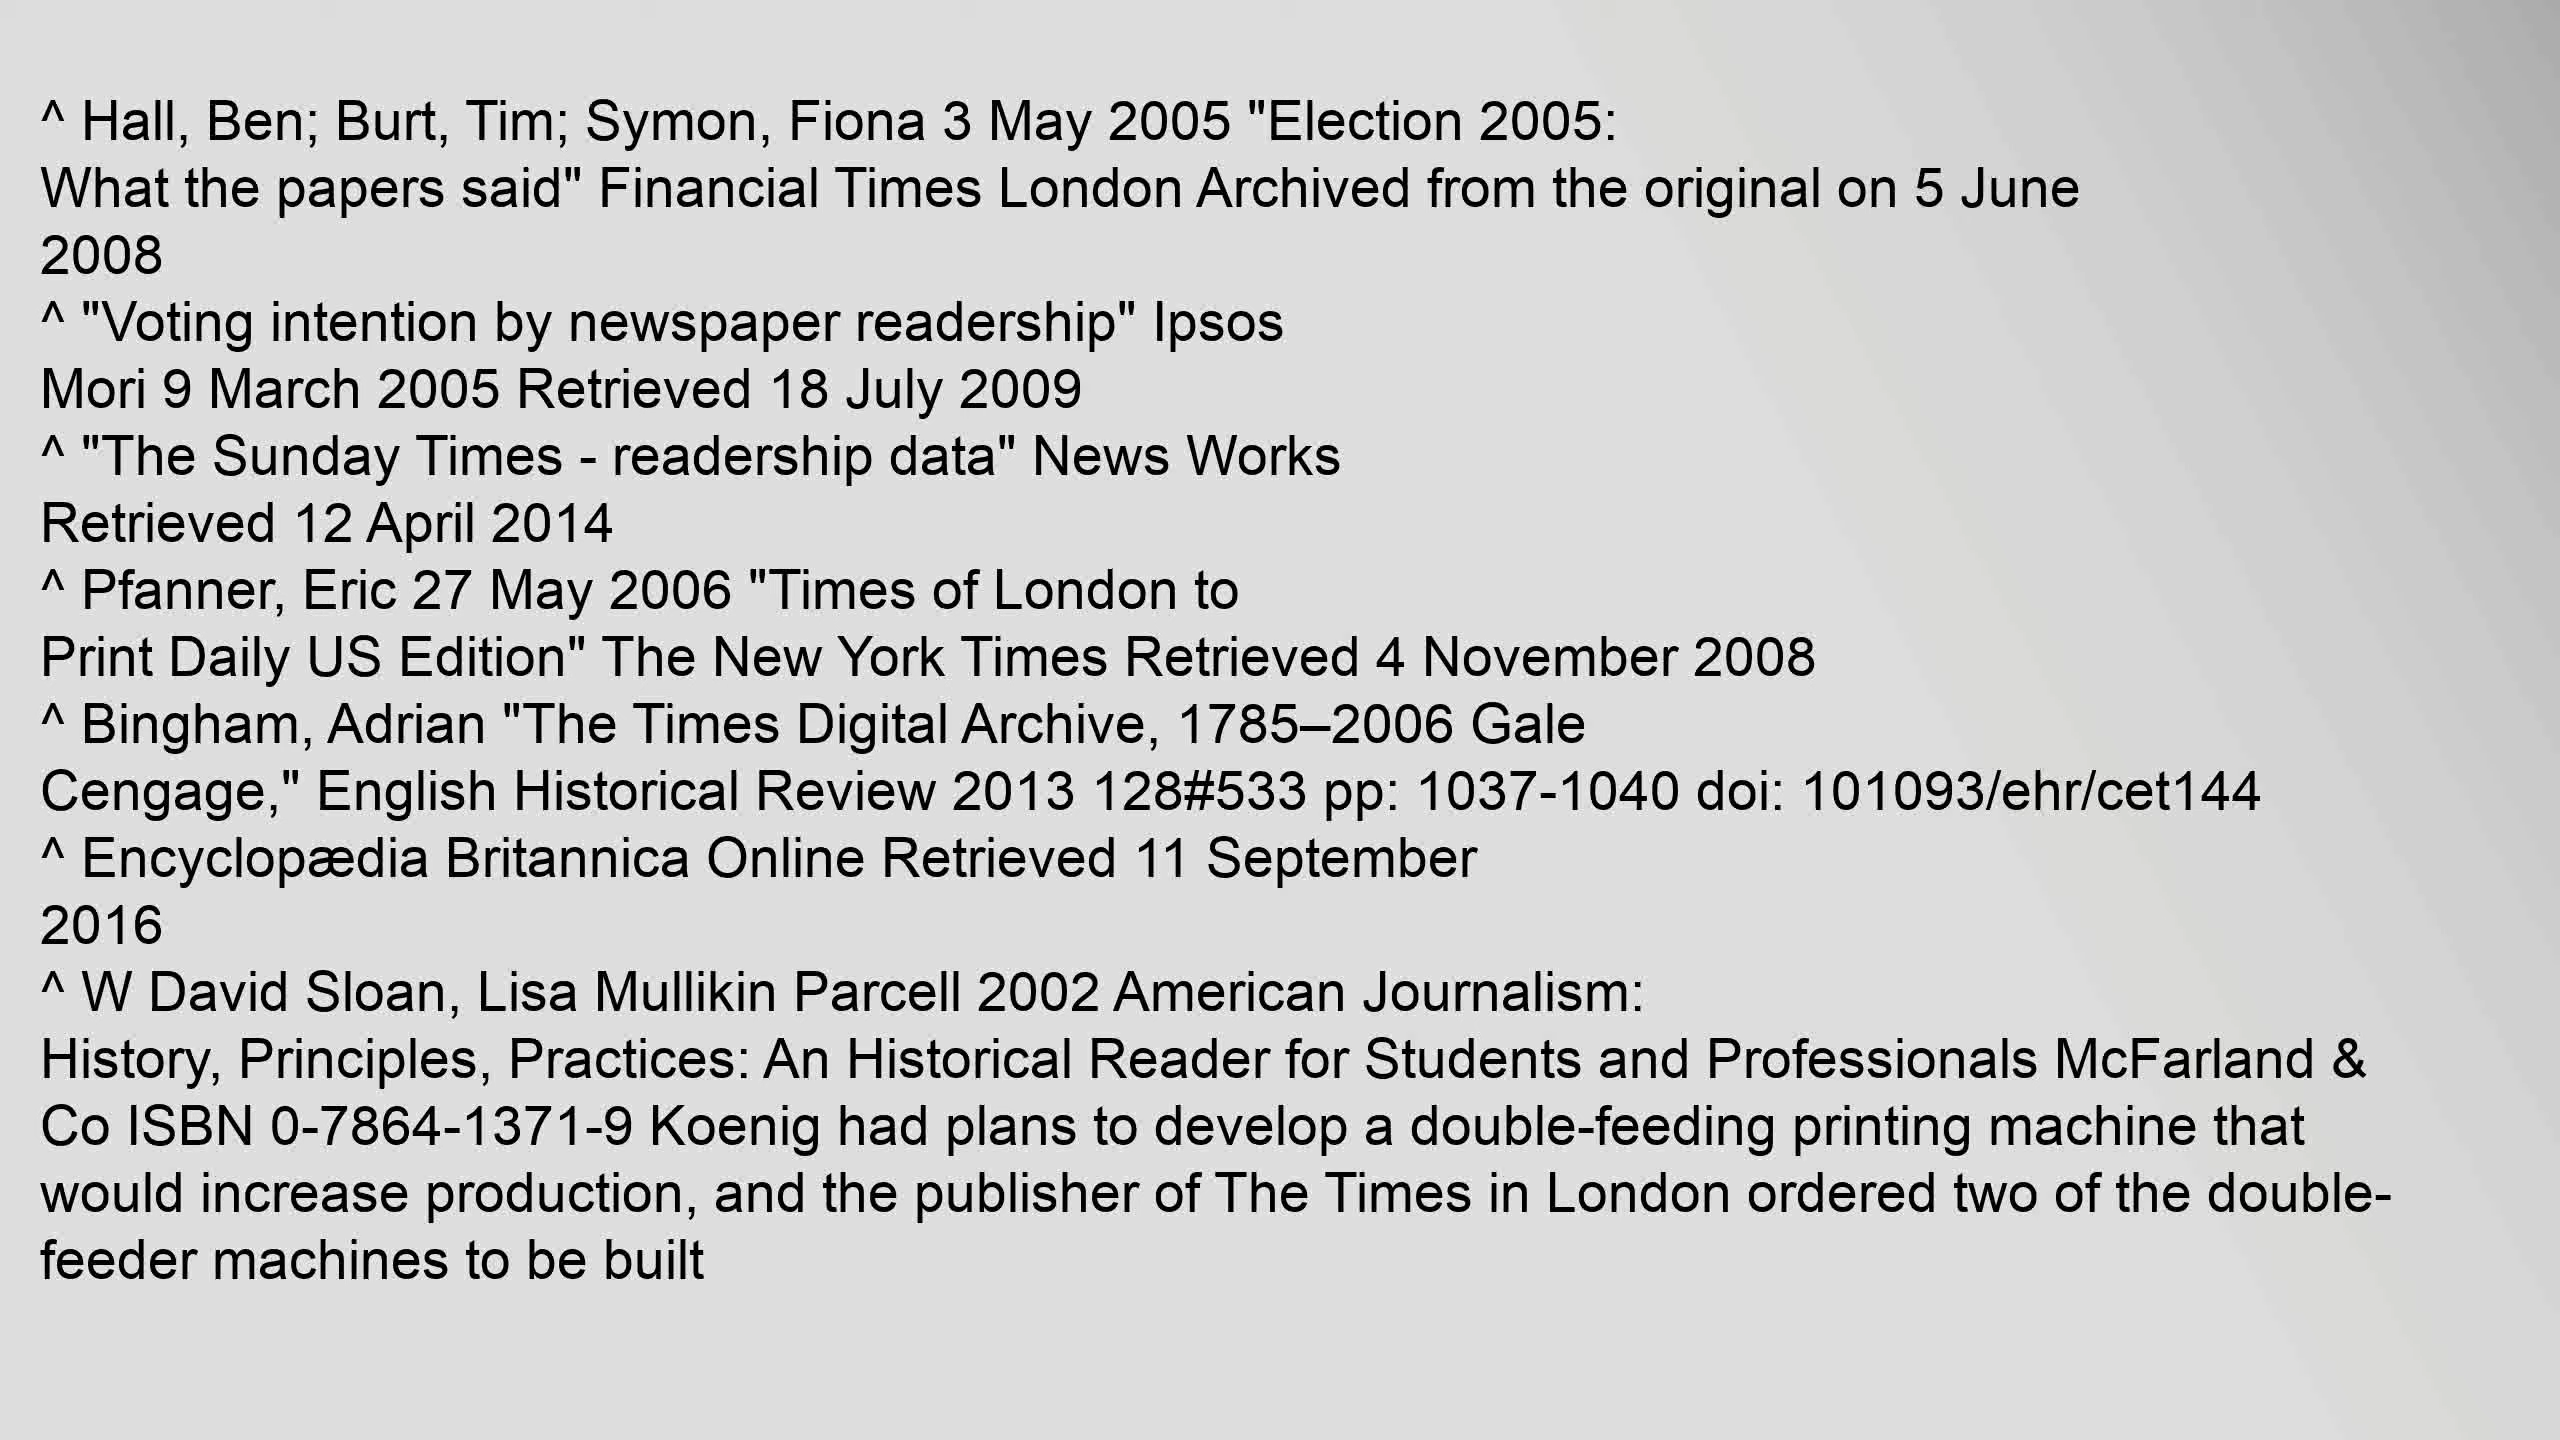 ^ Hall, Ben; Burt, Tim; Symon, Fiona 3 May 2005 "Election 2005:
What the papers said" Financial Times London Archived from the original on 5 June
2008
^ "Voting intention by newspaper readership" Ipsos
Mori 9 March 2005 Retrieved 18 July 2009
^ "The Sunday Times - readership data" News Works
Retrieved 12 April 2014
^ Pfanner, Eric 27 May 2006 "Times of London to
Print Daily US Edition" The New York Times Retrieved 4 November 2008
^ Bingham, Adrian "The Times Digital Archive, 1785–2006 Gale
Cengage," English Historical Review 2013 128#533 pp: 1037-1040 doi: 101093/ehr/cet144
^ Encyclopædia Britannica Online Retrieved 11 September
2016
^ W David Sloan, Lisa Mullikin Parcell 2002 American Journalism:
History, Principles, Practices: An Historical Reader for Students and Professionals McFarland &
Co ISBN 0-7864-1371-9 Koenig had plans to develop a double-feeding printing machine that
would increase production, and the publisher of The Times in London ordered two of the double-
feeder machines to be built